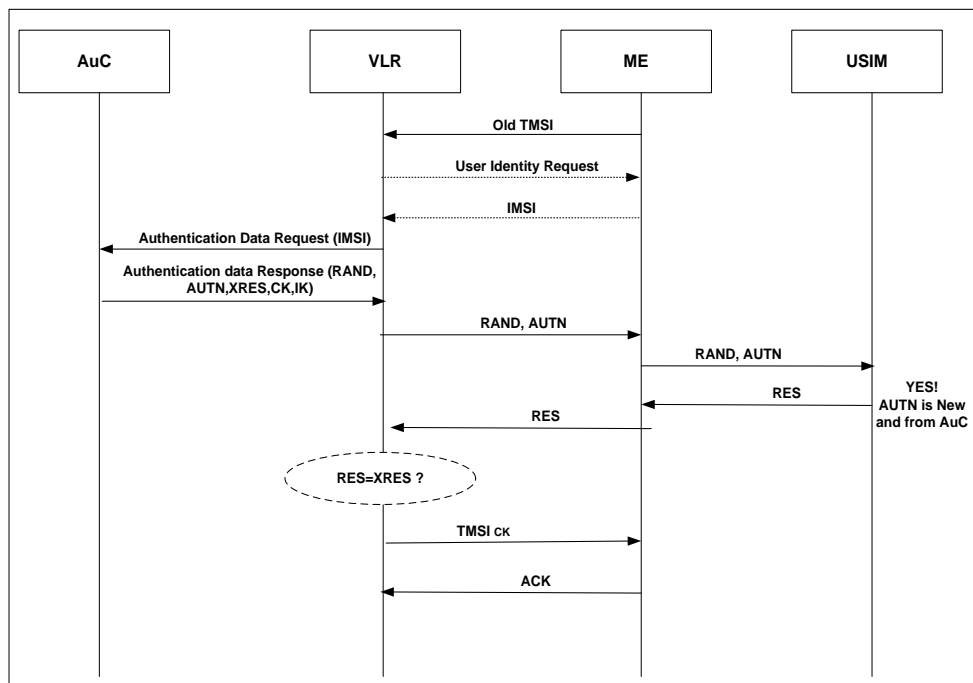 AuC
VLR
ME
USIM
Old TMSI
User Identity Request
IMSI
Authentication Data Request (IMSI)
Authentication data Response (RAND,
AUTN,XRES,CK,IK)
RAND, AUTN
RAND, AUTN
YES!
AUTN is New
and from AuC
RES
RES
RES=XRES ?
TMSI CK
ACK